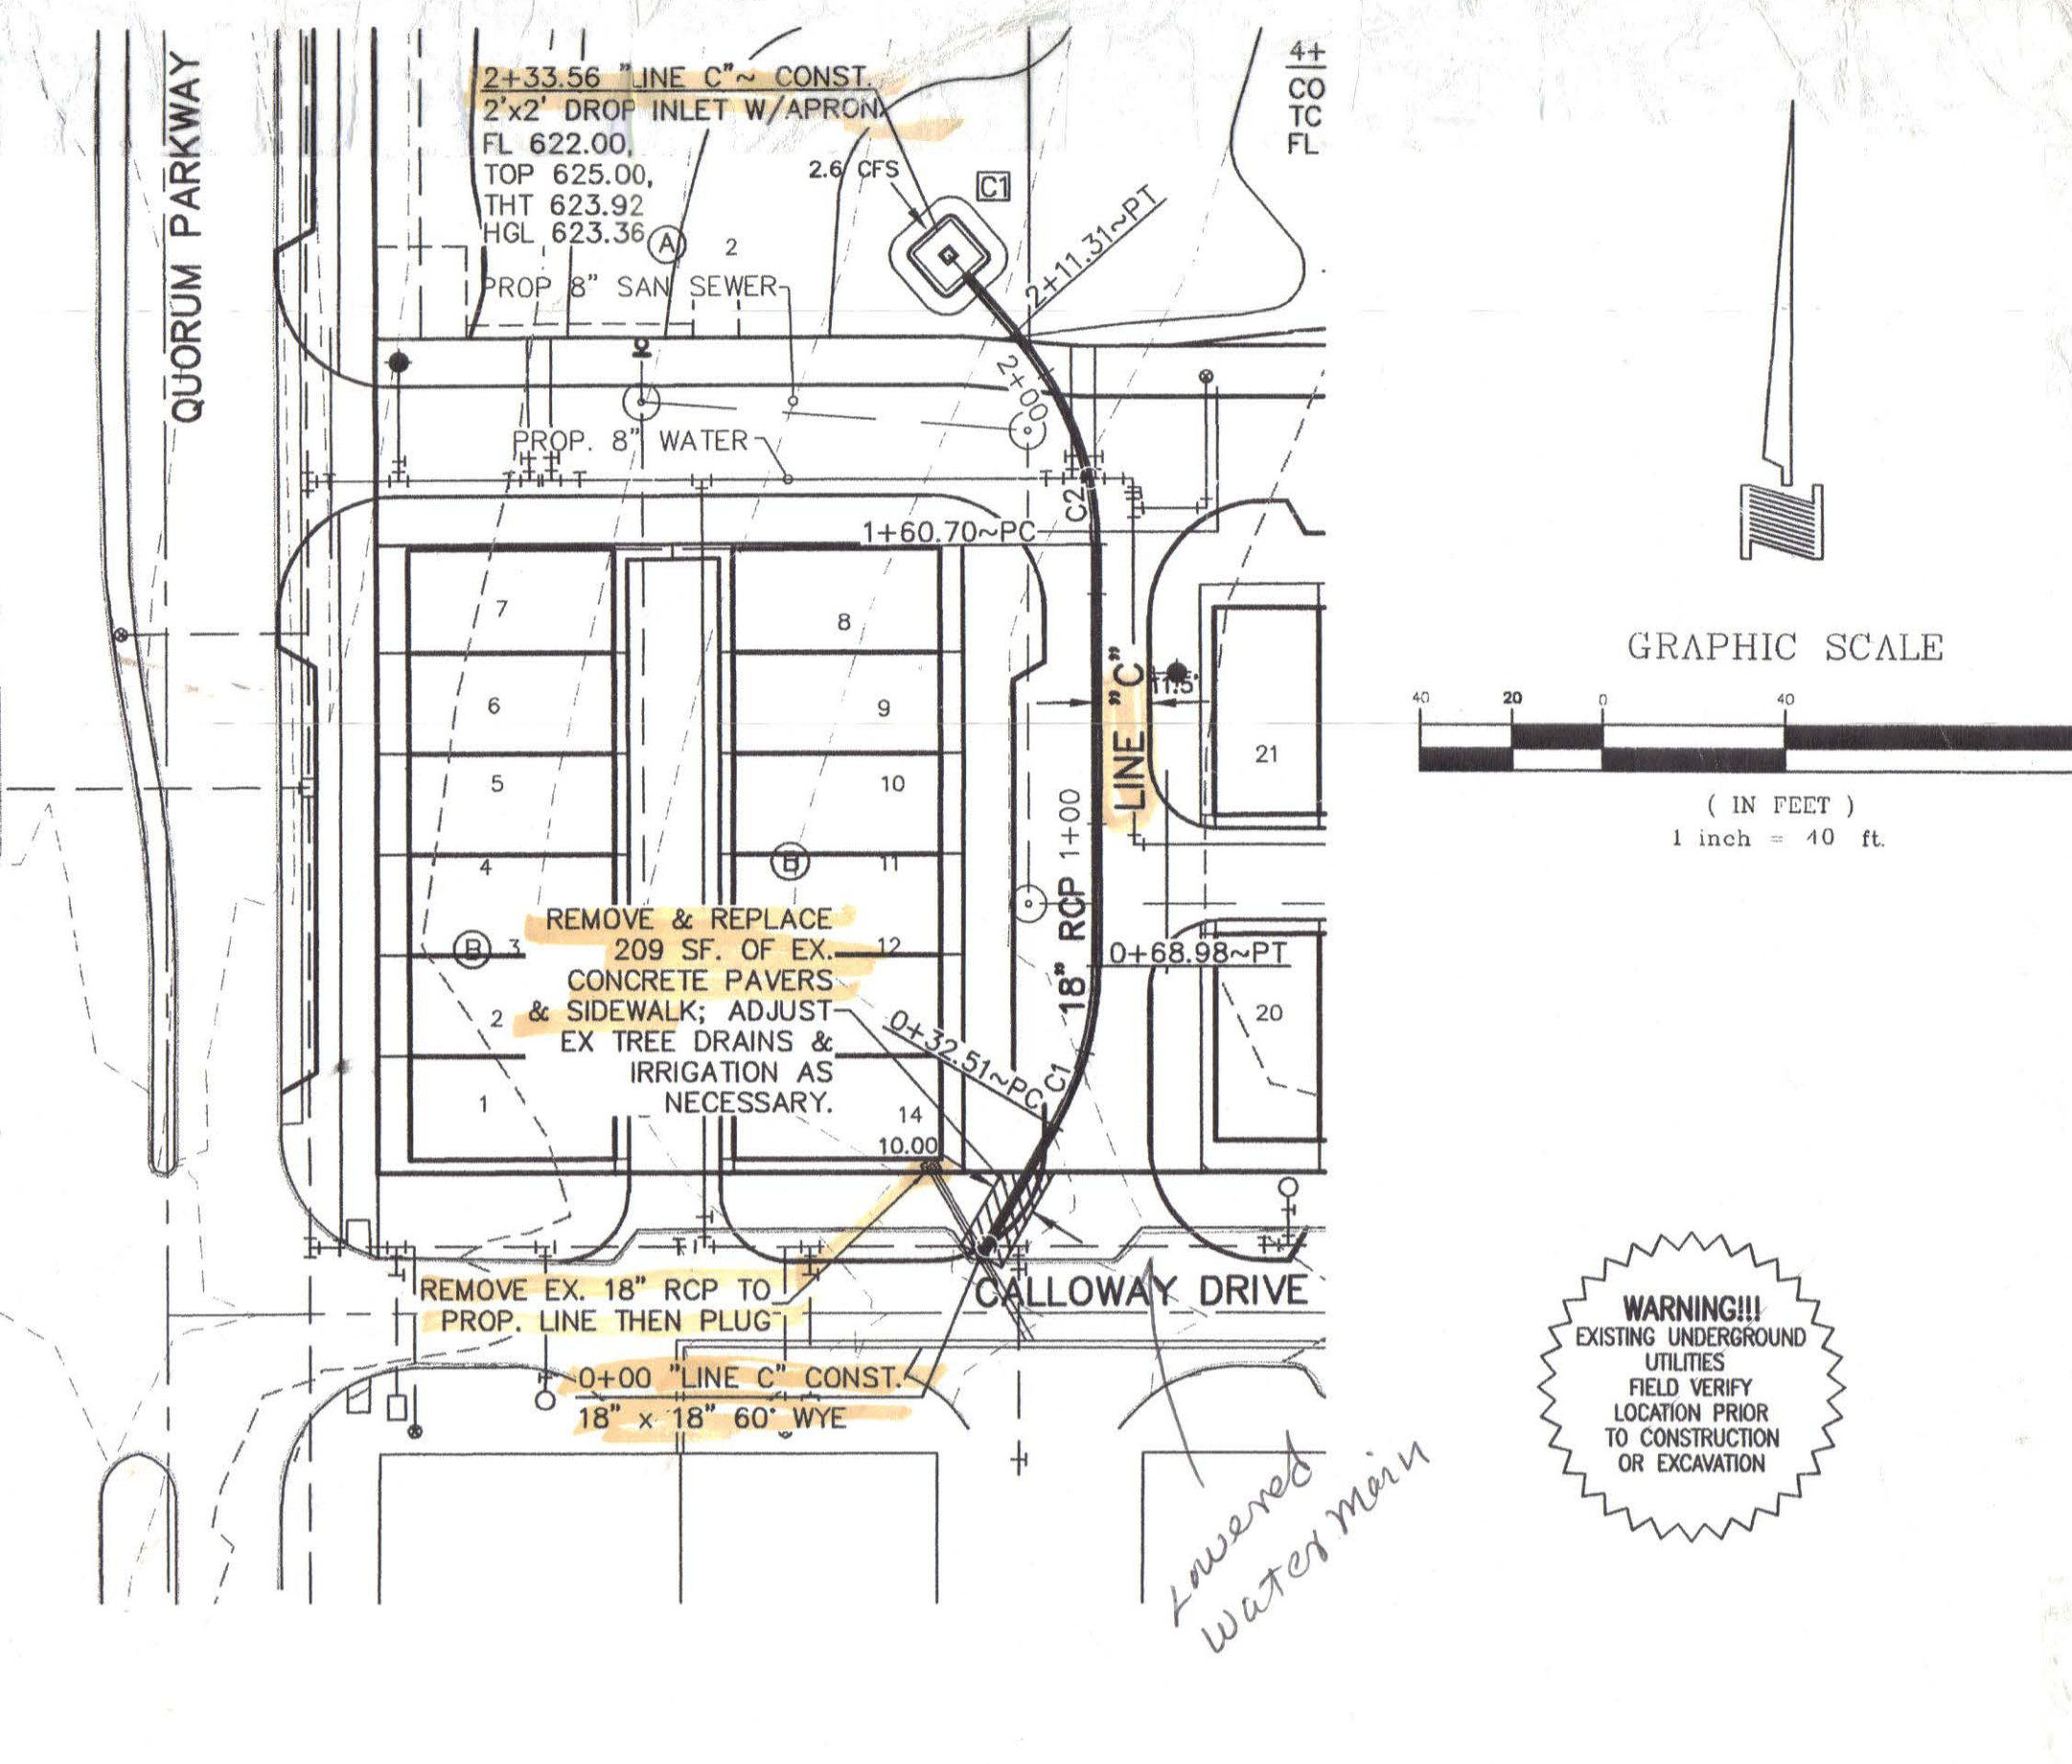 QUORUM PARKWAY
2+33.56 "LINE C"~ CONST.
2'x2' DROP INLET W/APRON
FL 622.00,
TOP 625.00,
THT 623.92
HGL 623.36
A
2
2.6 CFS
C1
2+11.31~PT
4+
CO
TC
FL
PROP 8" SAN SEWER
2+00
PROP. 8" WATER
C2
1+60.70~PC
7
8
6
9
5
10
4
11
B
B
3
12
2
1
14
10.00
LINE "C"
11.5'
21
20
18" RCP 1+00
0+68.98~PT
REMOVE & REPLACE
209 SF. OF EX.
CONCRETE PAVERS
& SIDEWALK; ADJUST
EX TREE DRAINS &
IRRIGATION AS
NECESSARY.
0+32.51~PC
C1
REMOVE EX. 18" RCP TO
PROP. LINE THEN PLUG
CALLOWAY DRIVE
0+00 "LINE C" CONST.
18" x 18" 60° WYE
Lowered
water main
GRAPHIC SCALE
40 20 0 40
( IN FEET )
1 inch = 40 ft.
WARNING!!!
EXISTING UNDERGROUND
UTILITIES
FIELD VERIFY
LOCATION PRIOR
TO CONSTRUCTION
OR EXCAVATION